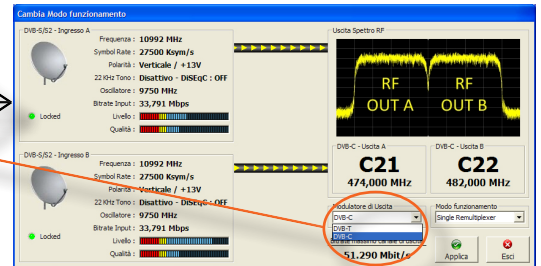 Cambia Modo funzionamento
DVB-S/S2 - Ingresso A
Frequenza : 10992 MHz
Symbol Rate : 27500 Ksym/s
Polarità : Verticale / +13V
22 KHz Tono : Disattivo - DiSEqC : OFF
Oscillatore : 9750 MHz
Bitrate Input : 33,791 Mbps
Locked
Livello :
Qualità :
DVB-S/S2 - Ingresso B
Frequenza : 10992 MHz
Symbol Rate : 27500 Ksym/s
Polarità : Verticale / +13V
22 KHz Tono : Disattivo - DiSEqC : OFF
Oscillatore : 9750 MHz
Bitrate Input : 33,791 Mbps
Locked
Livello :
Qualità :
Uscita Spettro RF
RF OUT A
RF OUT B
DVB-C - Uscita A
C21
474,000 MHz
DVB-C - Uscita B
C22
482,000 MHz
Modulatore di Uscita
DVB-C
DVB-T
DVB-C
Bitrate massimo canale di uscita
51.290 Mbit/s
Modo funzionamento
Single Remultiplexer
Applica
Esci